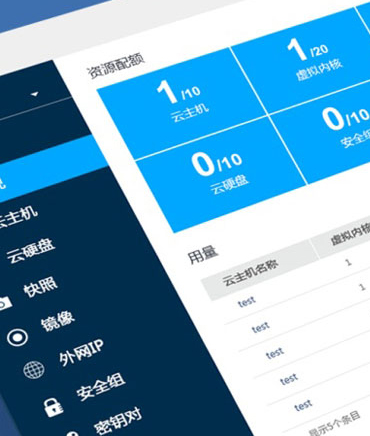 资源配额
1/10
云主机
1/20
虚拟内核
0/10
云硬盘
0/10
安全组
云主机
云硬盘
快照
镜像
外网IP
安全组
密钥对
用量
云主机名称 虚拟内核
test 1
test 1
test
test
test
显示5个条目